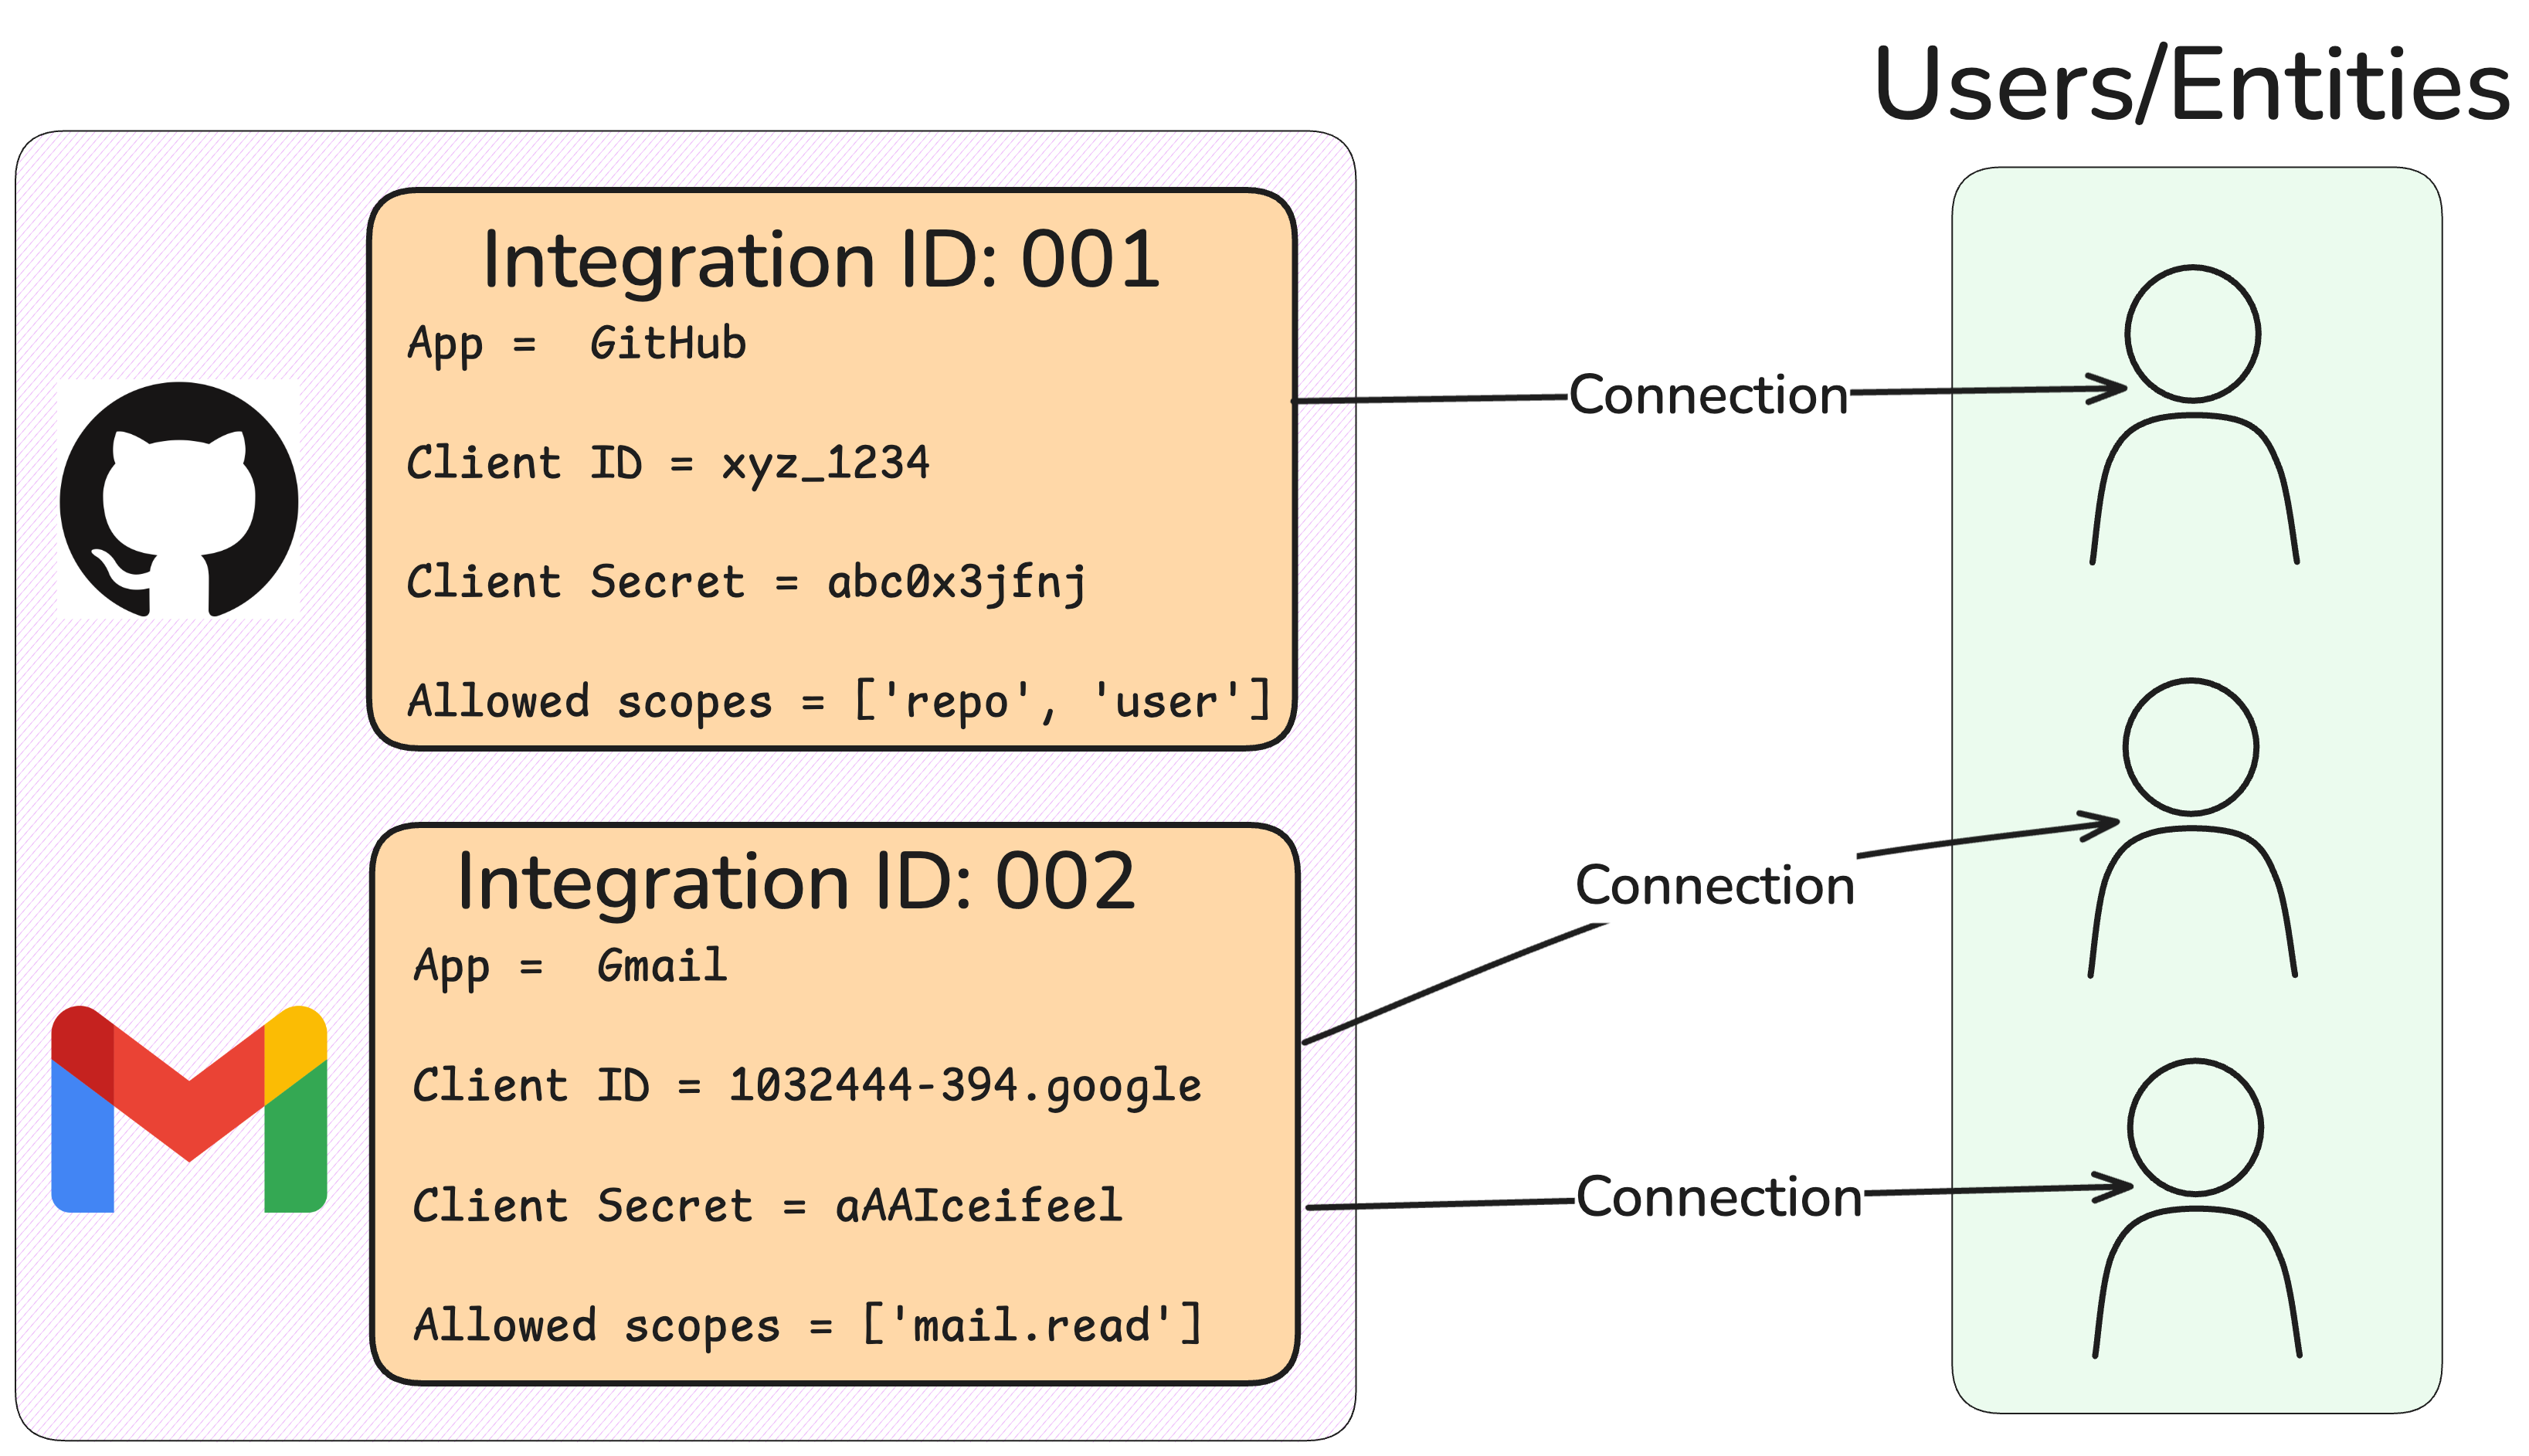 Users/Entities
Integration ID: 001
App =  GitHub
Client ID = xyz_1234
Client Secret = abc0x3jfnj
Allowed scopes = ['repo', 'user']
Connection
Integration ID: 002
App =  Gmail
Client ID = 1032444-394.google
Client Secret = aAAIceifeel
Allowed scopes = ['mail.read']
Connection
Connection